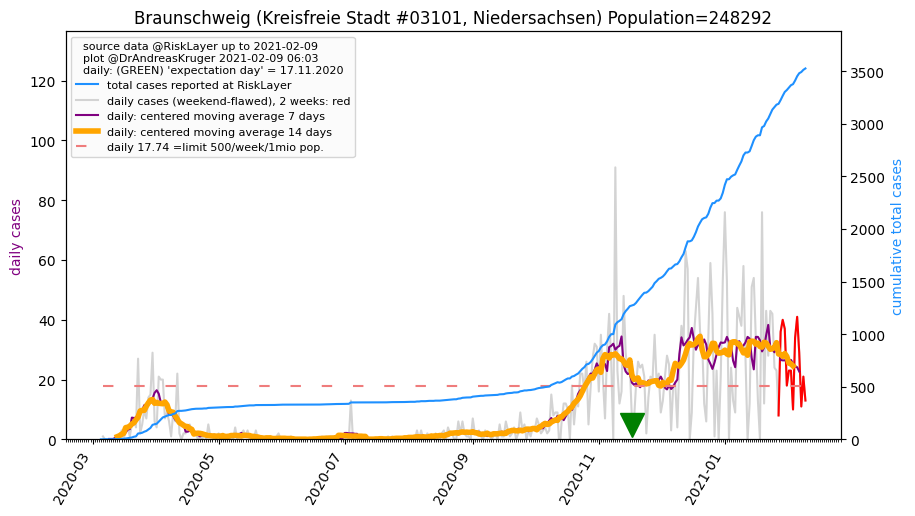 Braunschweig (Kreisfreie Stadt #03101, Niedersachsen) Population=248292
source data @RiskLayer up to 2021-02-09
plot @DrAndreasKruger 2021-02-09 06:03
daily: (GREEN) 'expectation day' = 17.11.2020
total cases reported at RiskLayer
daily cases (weekend-flawed), 2 weeks: red
daily: centered moving average 7 days
daily: centered moving average 14 days
daily 17.74 =limit 500/week/1mio pop.
daily cases
120
100
80
60
40
20
0
3500
3000
2500
2000
1500
1000
500
0
cumulative total cases
2020-03
2020-05
2020-07
2020-09
2020-11
2021-01